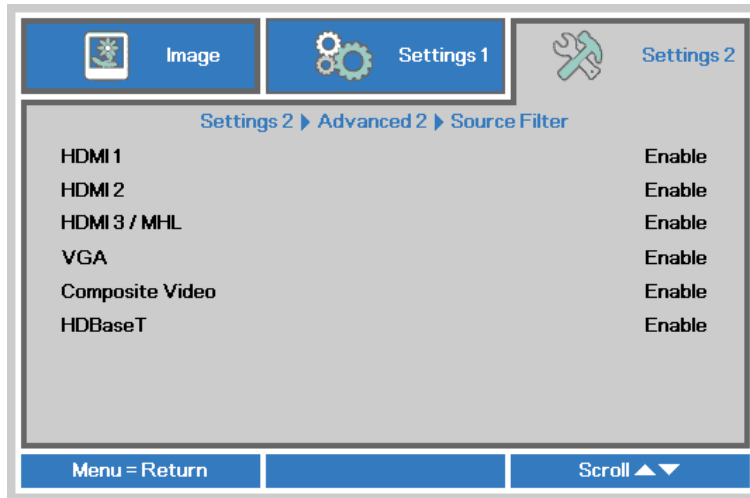 Image Settings 1 Settings 2
Settings 2 ▶ Advanced 2 ▶ Source Filter
HDMI 1 Enable
HDMI 2 Enable
HDMI 3 / MHL Enable
VGA Enable
Composite Video Enable
HDBaseT Enable
Menu = Return Scroll ▲▼